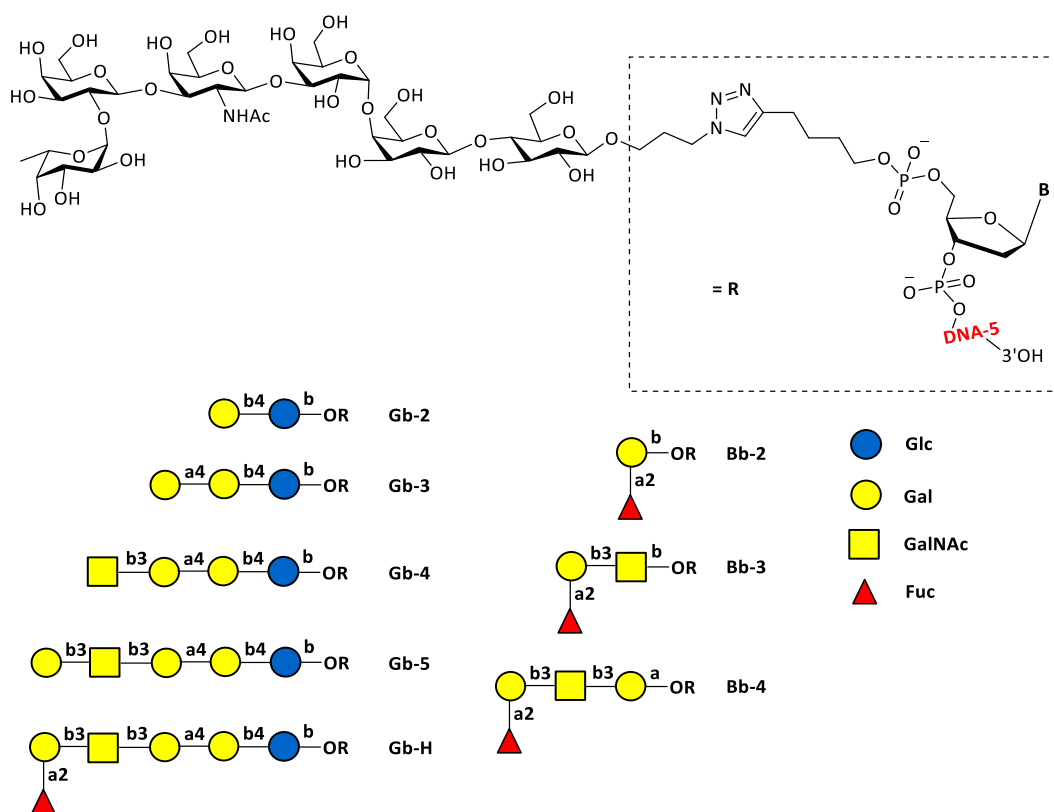 HO OH
HO OH
HO OH
HO
O
O
O
O
O
O
HO
O
HO
NHAc
HO
O
OH
OH
N
N
N
O
OH
O
O
O
O
O
O
HO
OH
HO
OH
HO
OH
O
P
O
O
O
O
O
B
O
P
O
O
O
DNA-5
3'OH
= R
b4 b
OR Gb-2
a4 b4 b
OR Gb-3
b3 a4 b4 b
OR Gb-4
b3 b3 a4 b4 b
OR Gb-5
b3 b3 a4 b4 b
OR Gb-H
a2
b
OR Bb-2
a2
b3 b
OR Bb-3
a2
b3 b3 a
OR Bb-4
a2
Glc
Gal
GalNAc
Fuc